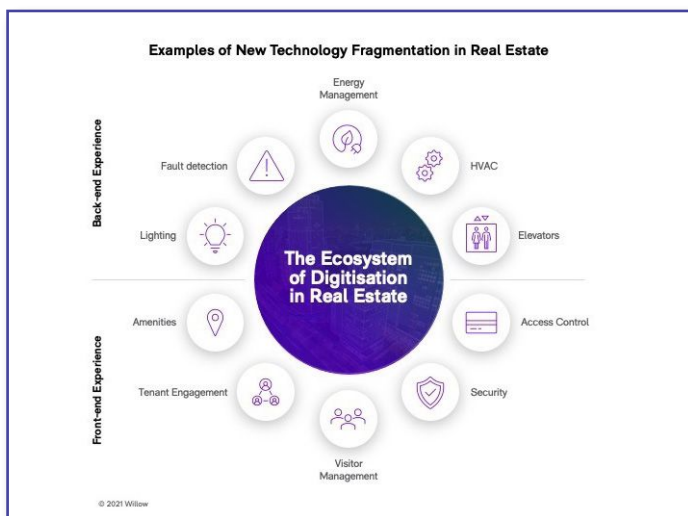 Examples of New Technology Fragmentation in Real Estate
Energy
Management
Fault detection
HVAC
Back-end Experience
Lighting
Elevators
The Ecosystem
of Digitisation
in Real Estate
Amenities
Access Control
Front-end Experience
Tenant Engagement
Security
Visitor
Management
© 2021 Willow